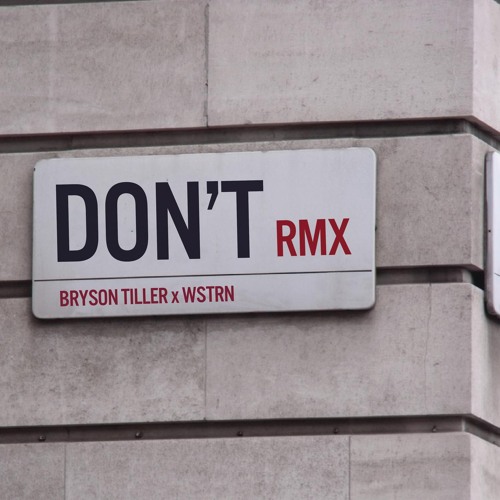 DON'T RMX
BRYSON TILLER x WSTRN